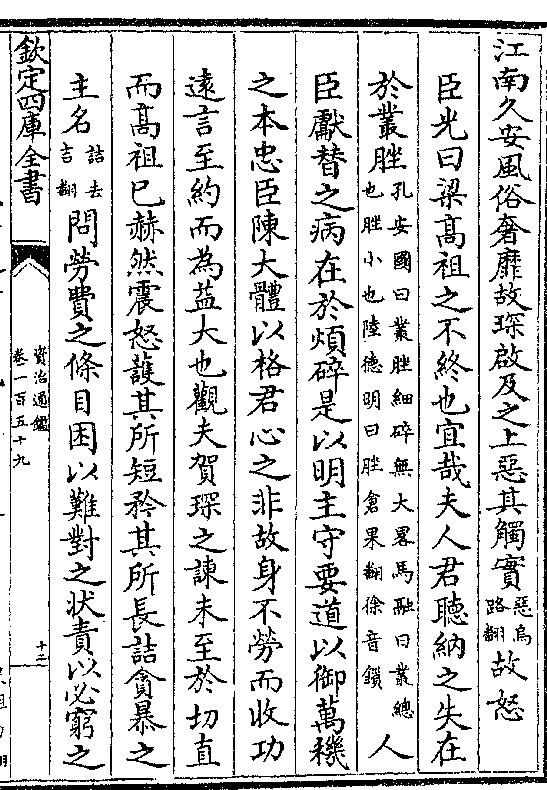 江南久安風俗奢靡故琛啟及之上惡其觸實惡烏路翻故怒
臣光曰梁髙祖之不終也宜哉夫人君聽納之失在
於叢脞孔安國曰叢脞細碎無大畧馬融曰叢總也脞小也陸德明曰脞倉果翻徐音鎖人
臣獻替之病在於煩碎是以明主守要道以御萬機
之本忠臣陳大體以格君心之非故身不勞而收功
逺言至約而為益大也觀夫賀琛之諫未至於切直
而髙祖已赫然震怒護其所短矜其所長詰貪暴之
主名詰去吉翻問勞費之條目困以難對之狀責以必窮之
欽定四庫全書
資治通鑑
卷一百五十九
十二